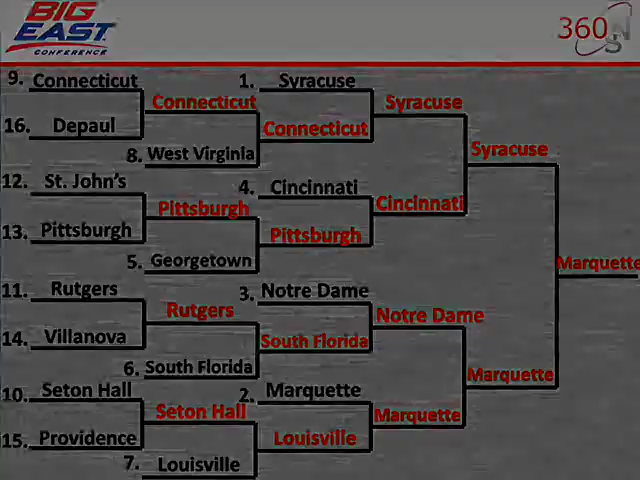 BIG
EAST
CONFERENCE
360 N
S
9. Connecticut
1. Syracuse
Connecticut
Syracuse
16. Depaul
Connecticut
8. West Virginia
Syracuse
12. St. John's
4. Cincinnati
Pittsburgh
Cincinnati
13. Pittsburgh
Pittsburgh
5. Georgetown
Marquette
11. Rutgers
3. Notre Dame
Rutgers
Notre Dame
14. Villanova
South Florida
6. South Florida
Marquette
10. Seton Hall
2. Marquette
Seton Hall
Marquette
15. Providence
Louisville
7. Louisville